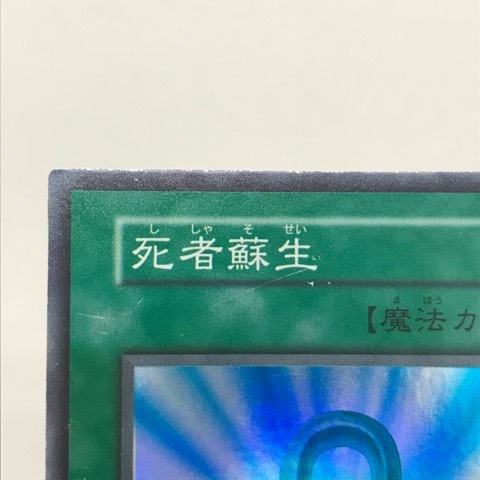 ししゃそせい
死者蘇生
まほう
【魔法カ